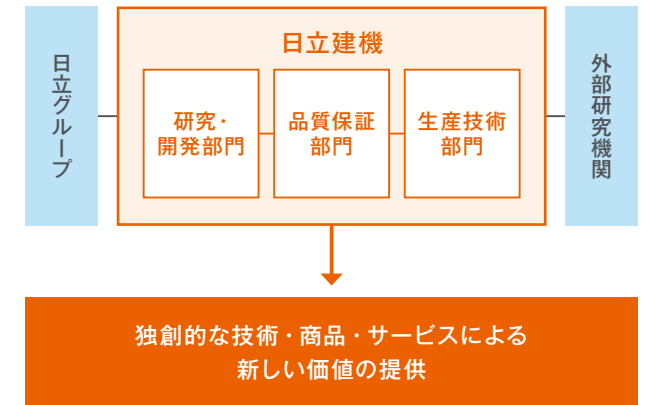 日立グループ
日立建機
研究・
開発部門
品質保証
部門
生産技術
部門
外部研究機関
独創的な技術・商品・サービスによる
新しい価値の提供